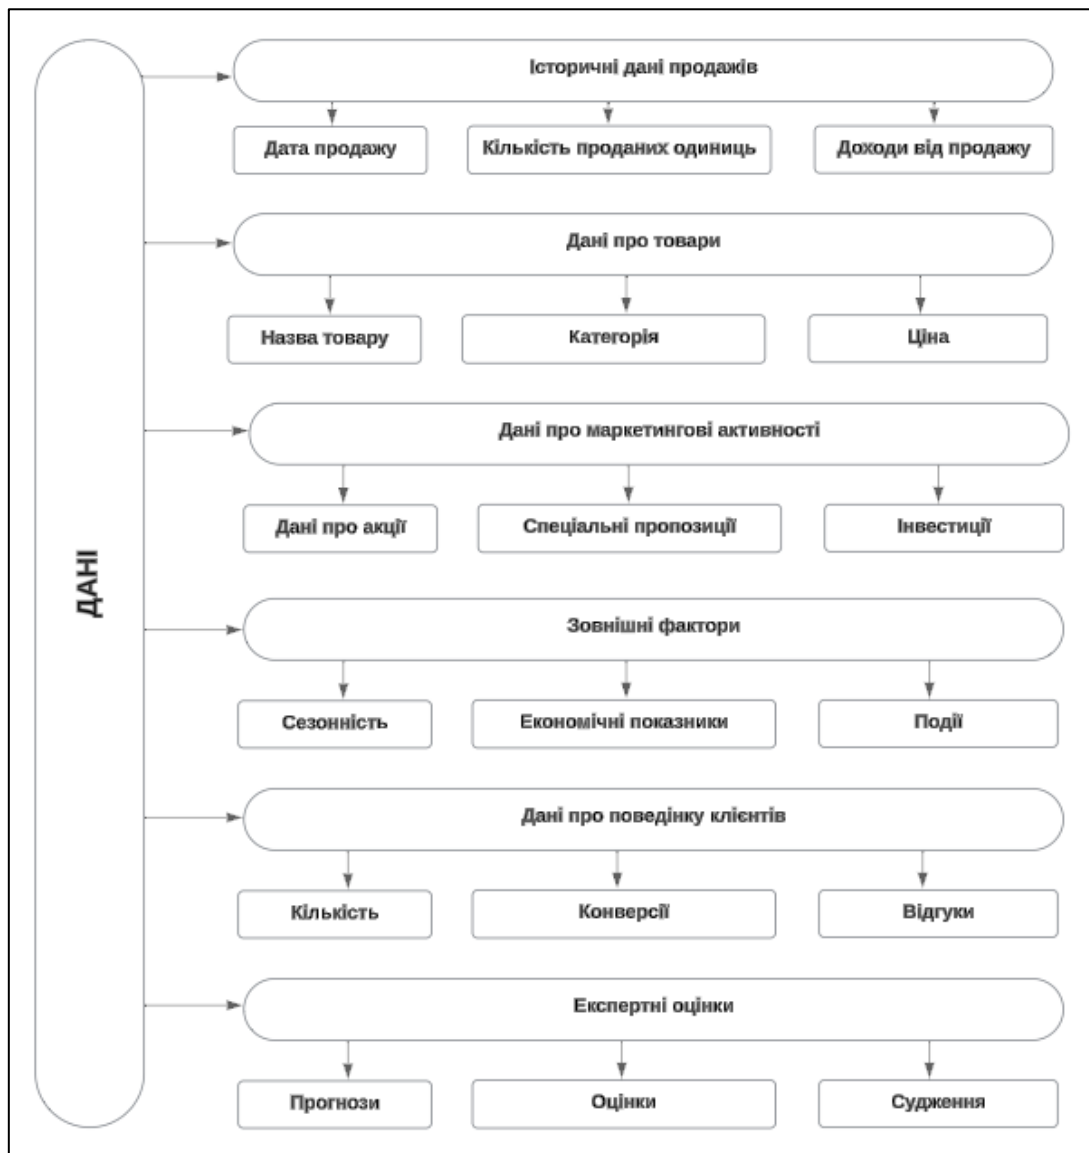 ДАНІ
Історичні дані продажів
Дата продажу
Кількість проданих одиниць
Доходи від продажу
Дані про товари
Назва товару
Категорія
Ціна
Дані про маркетингові активності
Дані про акції
Спеціальні пропозиції
Інвестиції
Зовнішні фактори
Сезонність
Економічні показники
Події
Дані про поведінку клієнтів
Кількість
Конверсії
Відгуки
Експертні оцінки
Прогнози
Оцінки
Судження